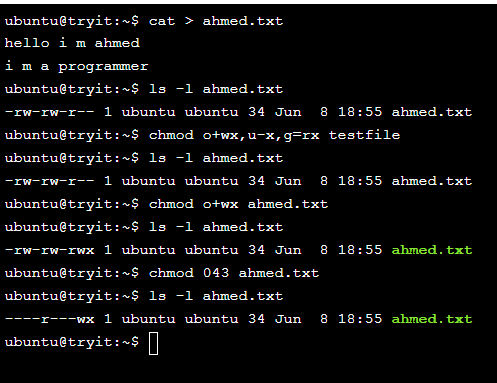 ubuntu@tryit:~$ cat > ahmed.txt
hello i m ahmed
i m a programmer
ubuntu@tryit:~$ ls -l ahmed.txt
-rw-rw-r-- 1 ubuntu ubuntu 34 Jun  8 18:55 ahmed.txt
ubuntu@tryit:~$ chmod o+wx,u-x,g=rx testfile
ubuntu@tryit:~$ ls -l ahmed.txt
-rw-rw-r-- 1 ubuntu ubuntu 34 Jun  8 18:55 ahmed.txt
ubuntu@tryit:~$ chmod o+wx ahmed.txt
ubuntu@tryit:~$ ls -l ahmed.txt
-rw-rw-rwx 1 ubuntu ubuntu 34 Jun  8 18:55 ahmed.txt
ubuntu@tryit:~$ chmod 043 ahmed.txt
ubuntu@tryit:~$ ls -l ahmed.txt
----r---wx 1 ubuntu ubuntu 34 Jun  8 18:55 ahmed.txt
ubuntu@tryit:~$